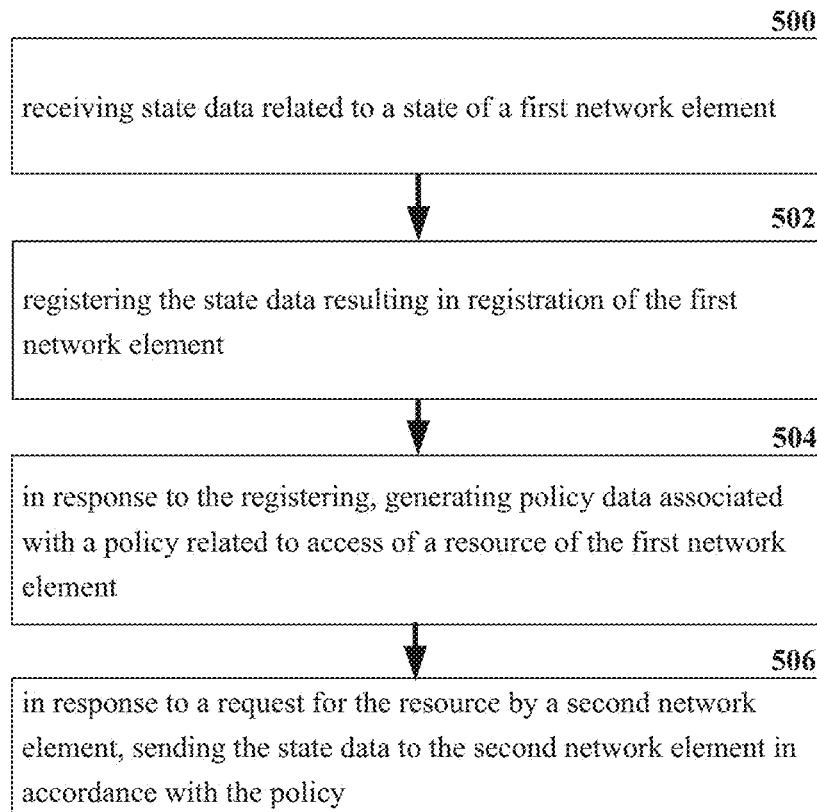 500
receiving state data related to a state of a first network element
502
registering the state data resulting in registration of the first
network element
504
in response to the registering, generating policy data associated
with a policy related to access of a resource of the first network
element
506
in response to a request for the resource by a second network
element, sending the state data to the second network element in
accordance with the policy